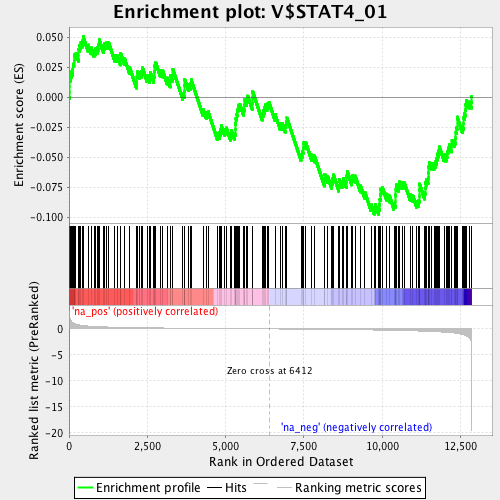 Enrichment plot: V$STAT4_01
Enrichment score (ES)
0.050
0.025
0.000
-0.025
-0.050
-0.075
-0.100
'na_pos' (positively correlated)
Ranked list metric (PreRanked)
0
-5
-10
-15
-20
Zero cross at 6412
'na_neg' (negatively correlated)
0 2,500 5,000 7,500 10,000 12,500
Rank in Ordered Dataset
Enrichment profile Hits Ranking metric scores